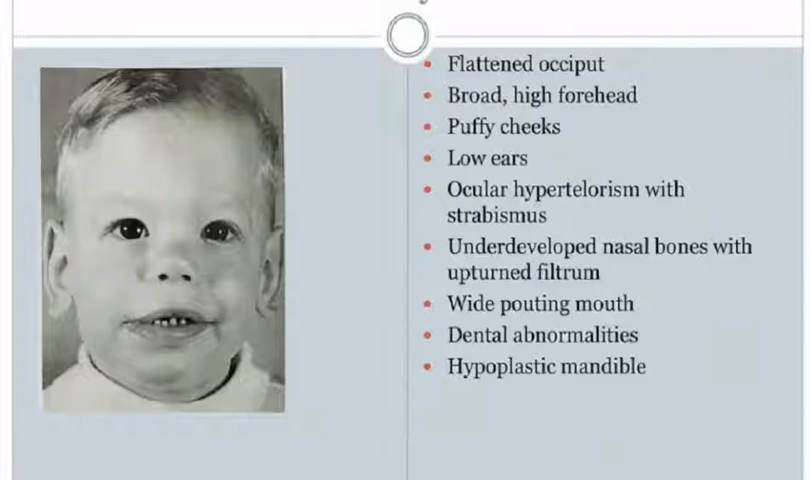 Flattened occiput
Broad, high forehead
Puffy cheeks
Low ears
Ocular hypertelorism with
strabismus
Underdeveloped nasal bones with
upturned filtrum
Wide pouting mouth
Dental abnormalities
Hypoplastic mandible